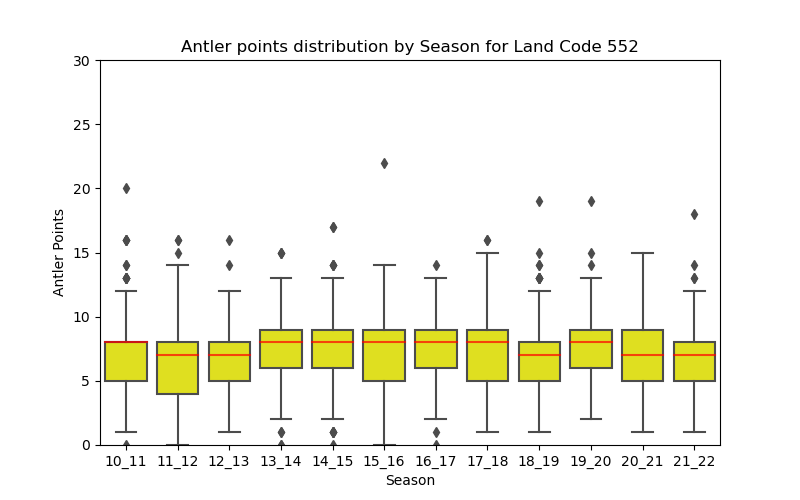 Antler points distribution by Season for Land Code 552
30
25
20
15
10
5
0
Antler Points
10_11 11_12 12_13 13_14 14_15 15_16 16_17 17_18 18_19 19_20 20_21 21_22
Season